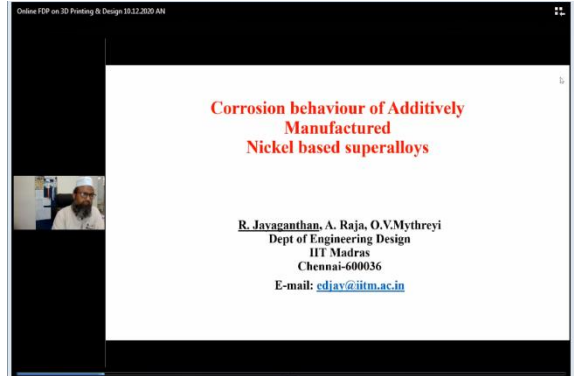 Online FDP on 3D Printing & Design 10.12.2020 AN
Corrosion behaviour of Additively
Manufactured
Nickel based superalloys
R. Jayaganthan, A. Raja, O.V.Mythreyi
Dept of Engineering Design
IIT Madras
Chennai-600036
E-mail: edjay@iitm.ac.in